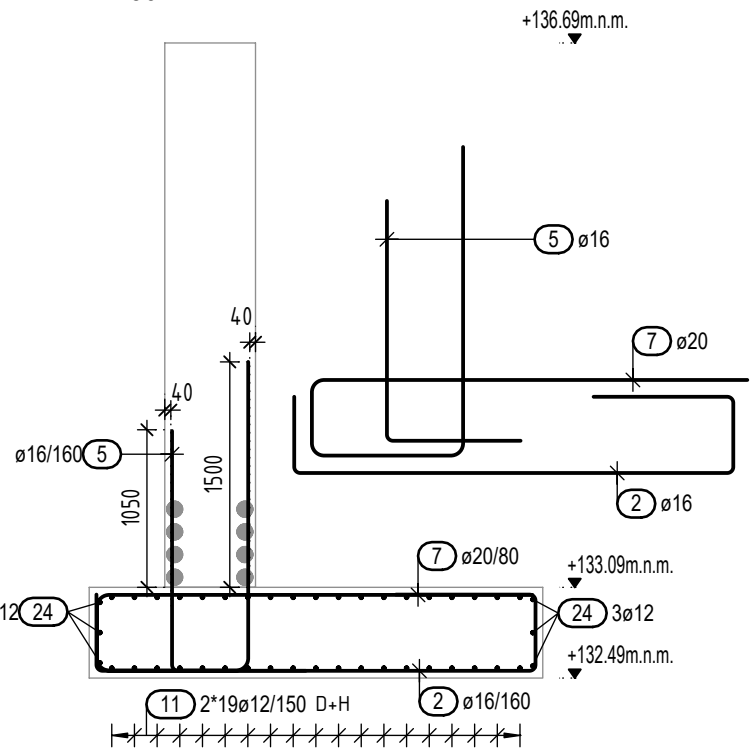 +136.69m.n.m.
5 ø16
40
7 ø20
40
ø16/160 5
1500
1050
2 ø16
7 ø20/80
+133.09m.n.m.
12 24
24 3ø12
+132.49m.n.m.
11 2*19ø12/150 D+H
2 ø16/160